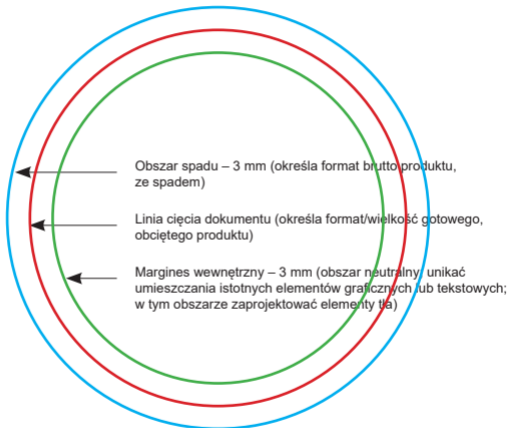 Obszar spadu – 3 mm (określa format brutto produktu,
ze spadem)
Linia cięcia dokumentu (określa format/wielkość gotowego,
obciętego produktu)
Margines wewnętrzny – 3 mm (obszar neutralny, unikać
umieszczania istotnych elementów graficznych lub tekstowych;
w tym obszarze zaprojektować elementy tła)